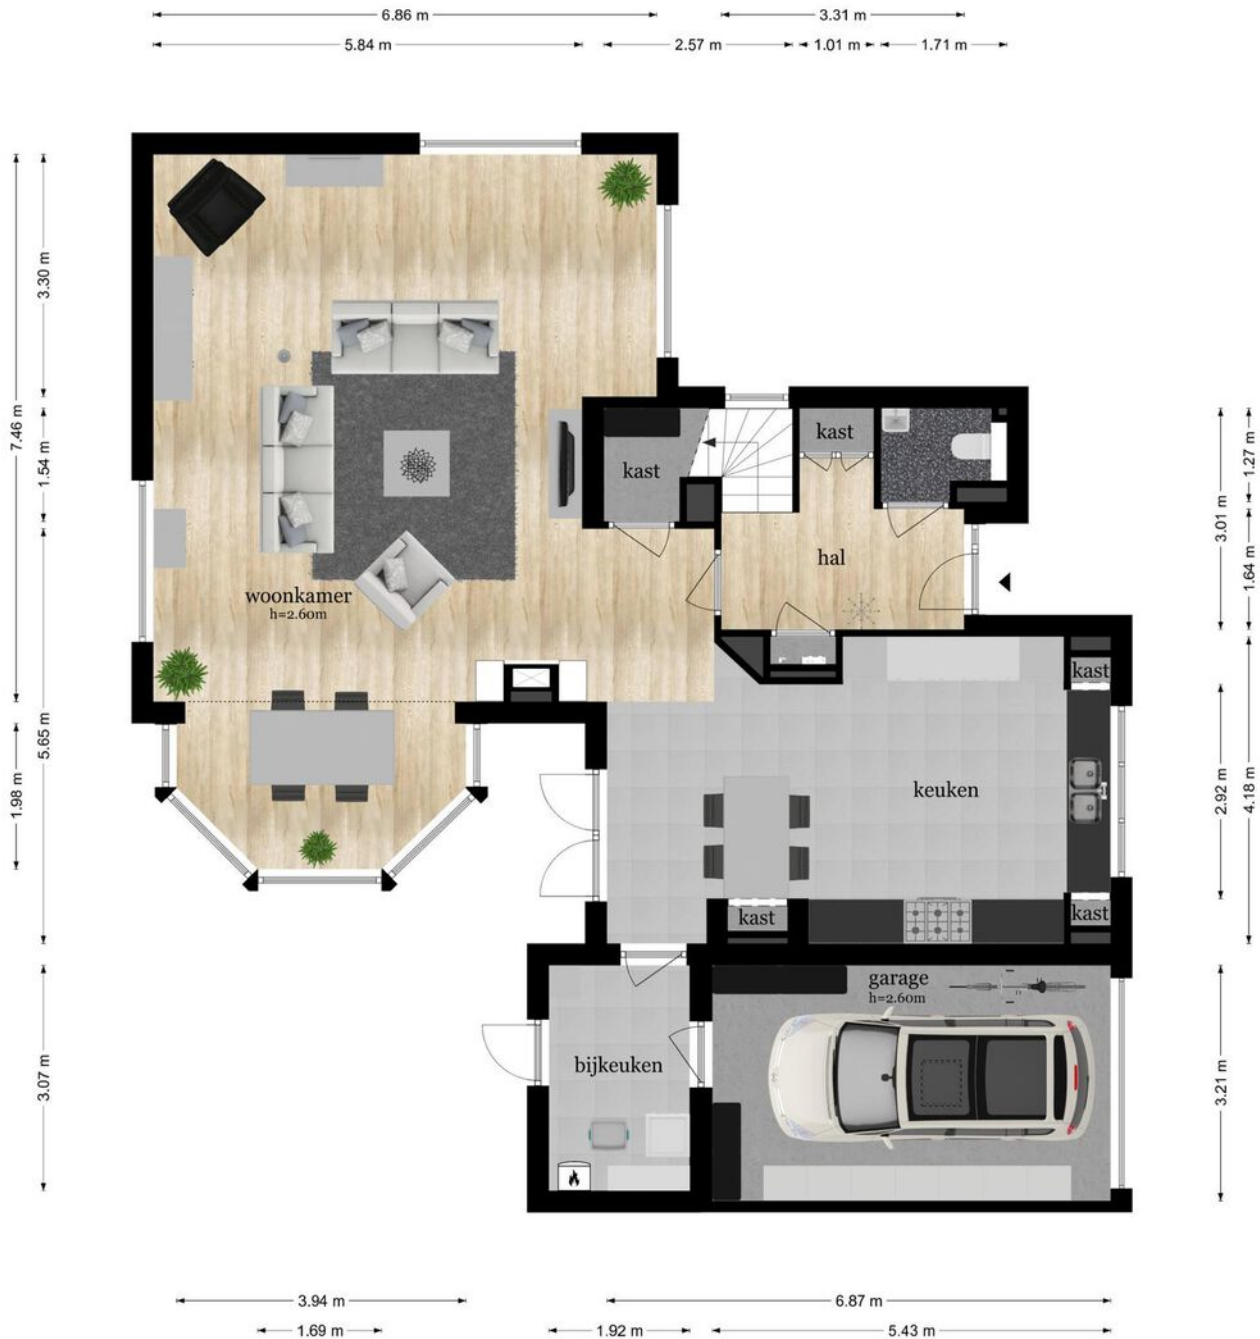 6.86 m
3.31 m
5.84 m
2.57 m
1.01 m
1.71 m
7.46 m
3.30 m
1.54 m
5.65 m
1.98 m
3.07 m
kast
kast
hal
woonkamer
h=2.60m
kast
keuken
kast
kast
garage
h=2.60m
bijkeuken
3.01 m
1.27 m
1.64 m
2.92 m
4.18 m
3.21 m
3.94 m
6.87 m
1.69 m
1.92 m
5.43 m